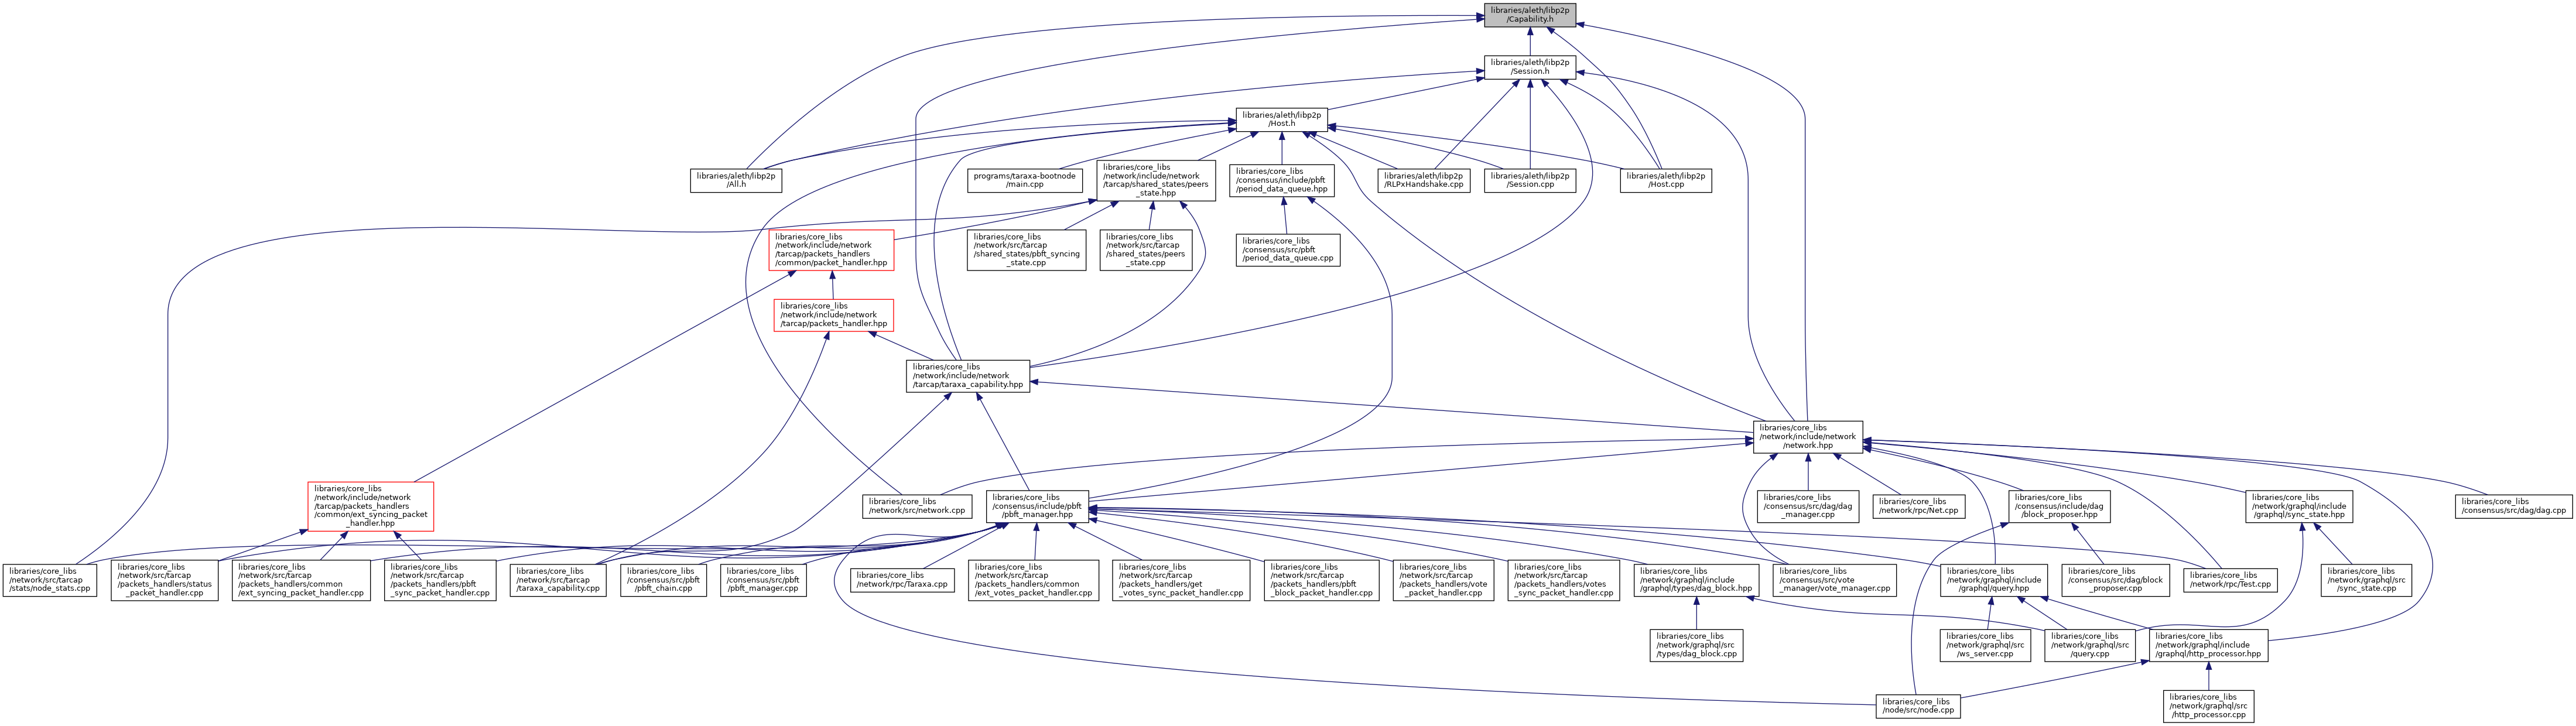 libraries/aleth/libp2p
/Capability.h
libraries/aleth/libp2p
/Session.h
libraries/aleth/libp2p
/Host.h
libraries/aleth/libp2p
/All.h
programs/taraxa-bootnode
/main.cpp
libraries/core_libs
/network/include/network
/tarcap/shared_states/peers
_state.hpp
libraries/core_libs
/consensus/include/pbft
/period_data_queue.hpp
libraries/aleth/libp2p
/RLPxHandshake.cpp
libraries/aleth/libp2p
/Session.cpp
libraries/aleth/libp2p
/Host.cpp
libraries/core_libs
/network/include/network
/tarcap/packets_handlers
/common/packet_handler.hpp
libraries/core_libs
/network/src/tarcap
/shared_states/pbft_syncing
_state.cpp
libraries/core_libs
/network/src/tarcap
/shared_states/peers
_state.cpp
libraries/core_libs
/consensus/src/pbft
/period_data_queue.cpp
libraries/core_libs
/network/include/network
/tarcap/packets_handler.hpp
libraries/core_libs
/network/include/network
/tarcap/taraxa_capability.hpp
libraries/core_libs
/network/include/network
/network.hpp
libraries/core_libs
/network/include/network
/tarcap/packets_handlers
/common/ext_syncing_packet
_handler.hpp
libraries/core_libs
/network/src/network.cpp
libraries/core_libs
/consensus/include/pbft
/pbft_manager.hpp
libraries/core_libs
/consensus/src/dag/dag
_manager.cpp
libraries/core_libs
/network/rpc/Net.cpp
libraries/core_libs
/consensus/include/dag
/block_proposer.hpp
libraries/core_libs
/network/graphql/include
/graphql/sync_state.hpp
libraries/core_libs
/consensus/src/dag/dag.cpp
libraries/core_libs
/network/src/tarcap
/stats/node_stats.cpp
libraries/core_libs
/network/src/tarcap
/packets_handlers/status
_packet_handler.cpp
libraries/core_libs
/network/src/tarcap
/packets_handlers/common
/ext_syncing_packet_handler.cpp
libraries/core_libs
/network/src/tarcap
/packets_handlers/pbft
_sync_packet_handler.cpp
libraries/core_libs
/network/src/tarcap
/taraxa_capability.cpp
libraries/core_libs
/consensus/src/pbft
/pbft_chain.cpp
libraries/core_libs
/consensus/src/pbft
/pbft_manager.cpp
libraries/core_libs
/network/rpc/Taraxa.cpp
libraries/core_libs
/network/src/tarcap
/packets_handlers/common
/ext_votes_packet_handler.cpp
libraries/core_libs
/network/src/tarcap
/packets_handlers/get
_votes_sync_packet_handler.cpp
libraries/core_libs
/network/src/tarcap
/packets_handlers/pbft
_block_packet_handler.cpp
libraries/core_libs
/network/src/tarcap
/packets_handlers/vote
_packet_handler.cpp
libraries/core_libs
/network/src/tarcap
/packets_handlers/votes
_sync_packet_handler.cpp
libraries/core_libs
/network/graphql/include
/graphql/types/dag_block.hpp
libraries/core_libs
/consensus/src/vote
_manager/vote_manager.cpp
libraries/core_libs
/network/graphql/include
/graphql/query.hpp
libraries/core_libs
/consensus/src/dag/block
_proposer.cpp
libraries/core_libs
/network/rpc/Test.cpp
libraries/core_libs
/network/graphql/src
/sync_state.cpp
libraries/core_libs
/network/graphql/src
/types/dag_block.cpp
libraries/core_libs
/network/graphql/src
/ws_server.cpp
libraries/core_libs
/network/graphql/src
/query.cpp
libraries/core_libs
/network/graphql/include
/graphql/http_processor.hpp
libraries/core_libs
/node/src/node.cpp
libraries/core_libs
/network/graphql/src
/http_processor.cpp